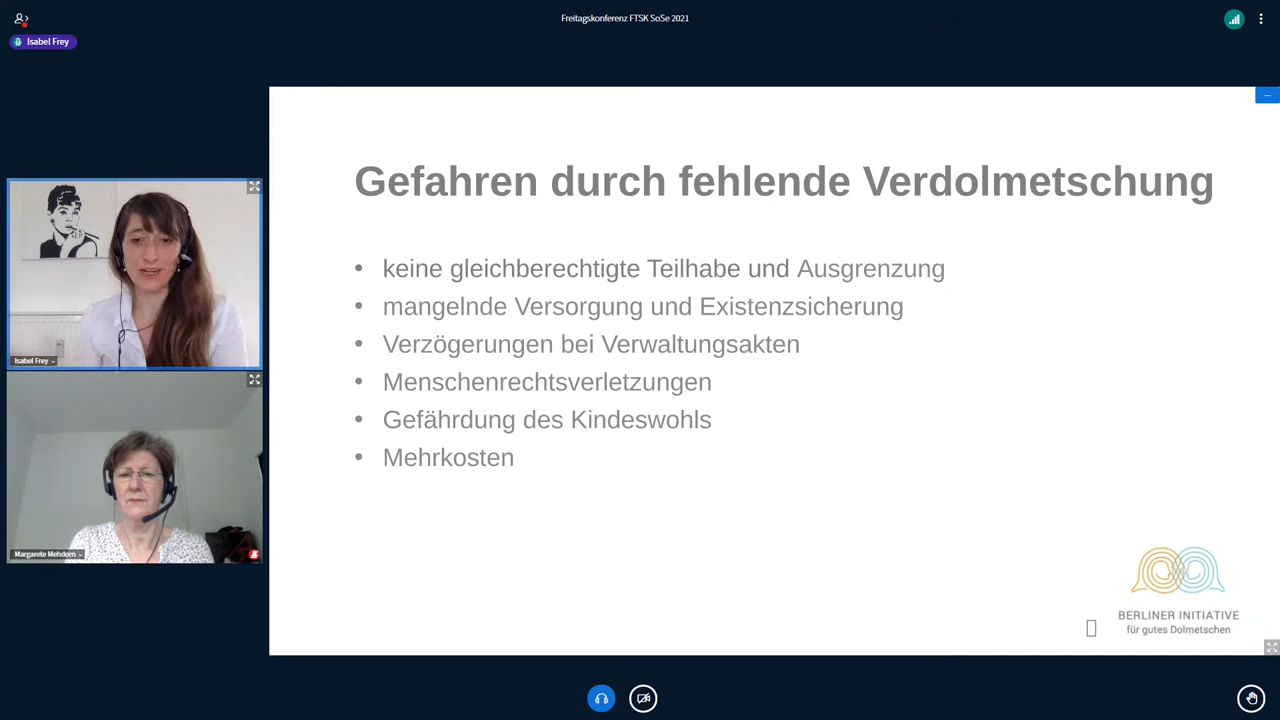 Freitagskonferenz FTSK SoSe 2021
Isabel Frey
Gefahren durch fehlende Verdolmetschung
• keine gleichberechtigte Teilhabe und Ausgrenzung
• mangelnde Versorgung und Existenzsicherung
• Verzögerungen bei Verwaltungsakten
• Menschenrechtsverletzungen
• Gefährdung des Kindeswohls
• Mehrkosten
Isabel Frey
Margarete Mehdorn
BERLINER INITIATIVE
für gutes Dolmetschen